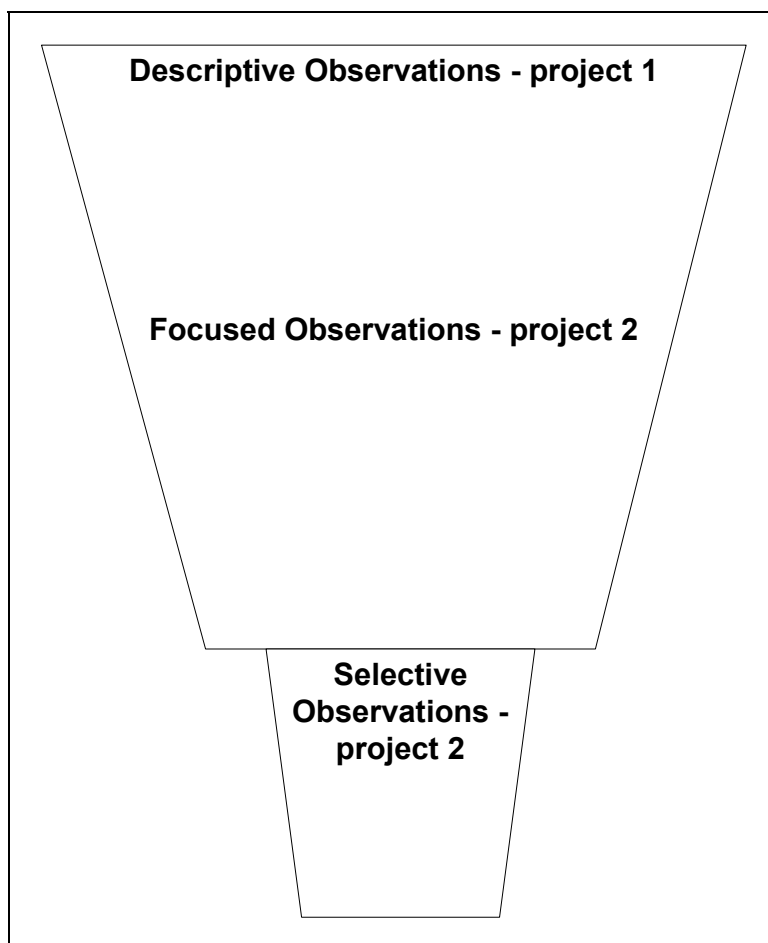 Descriptive Observations - project 1
Focused Observations - project 2
Selective
Observations -
project 2